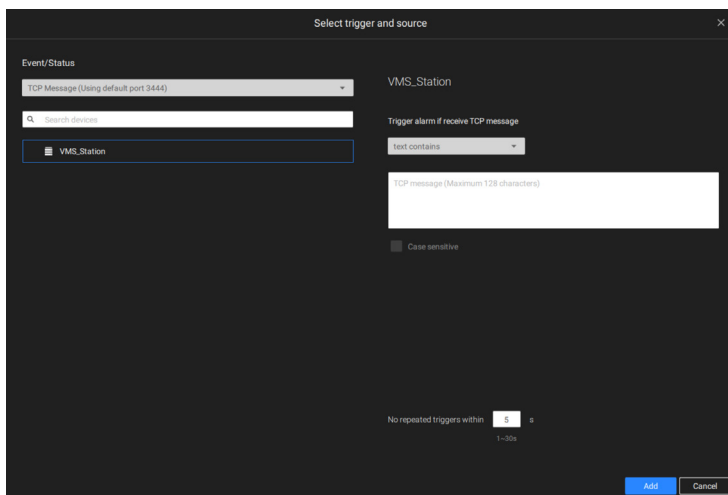 Select trigger and source
Event/Status
TCP Message (Using default port 3444)
Search devices
VMS_Station
VMS_Station
Trigger alarm if receive TCP message
text contains
TCP message (Maximum 128 characters)
Case sensitive
No repeated triggers within 5 s
1~30s
Add Cancel